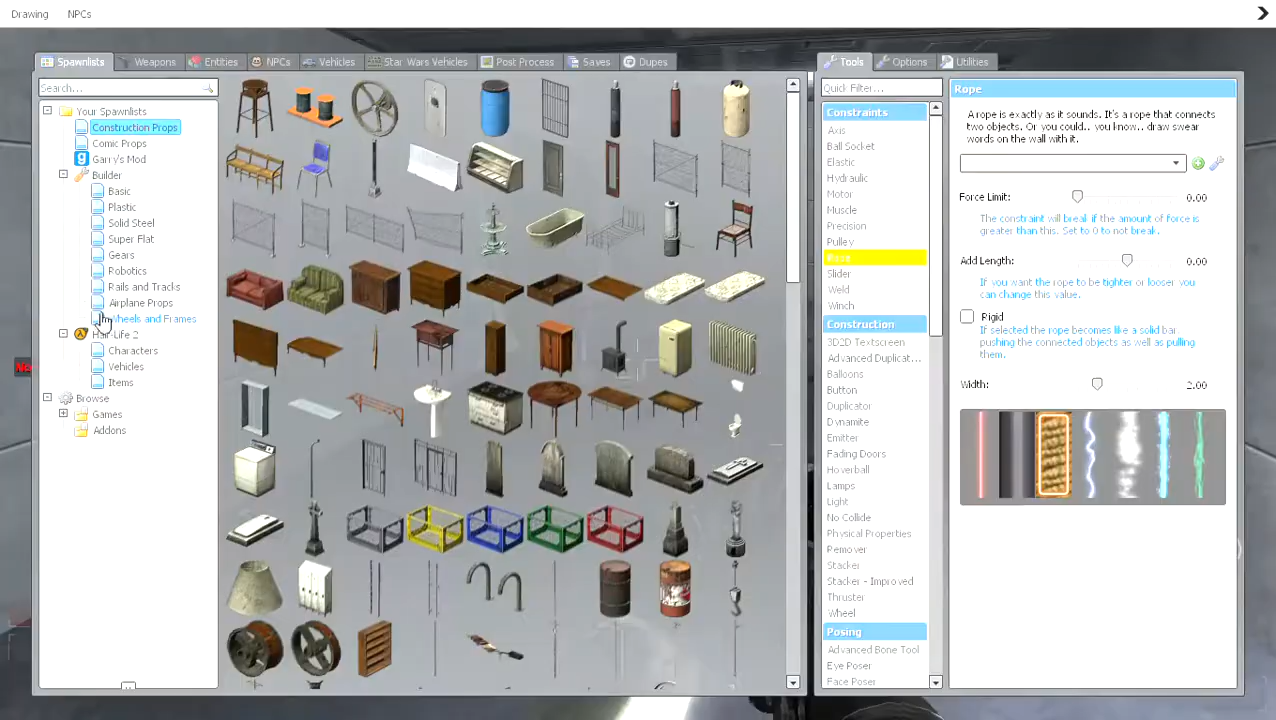 Drawing NPCs
Spawnlists Weapons Entities NPCs Vehicles Star Wars Vehicles Post Process Saves Dupes
Search...
Your Spawnlists
Construction Props
Comic Props
Garry's Mod
Builder
Basic
Plastic
Solid Steel
Super Flat
Gears
Robotics
Rails and Tracks
Airplane Props
Wheels and Frames
Half-Life 2
Characters
Vehicles
Items
Browse
Games
Addons
Tools Options Utilities
Quick Filter...
Constraints
Axis
Ball Socket
Elastic
Hydraulic
Motor
Muscle
Precision
Pulley
Rope
Slider
Weld
Winch
Construction
3D2D Textscreen
Advanced Duplicat...
Balloons
Button
Duplicator
Dynamite
Emitter
Fading Doors
Hoverball
Lamps
Light
No Collide
Physical Properties
Remover
Stacker
Stacker - Improved
Thruster
Wheel
Posing
Advanced Bone Tool
Eye Poser
Face Poser
Rope
A rope is exactly as it sounds. It's a rope that connects
two objects. Or you could.. you know.. draw swear
words on the wall with it.
Force Limit: 0.00
The constraint will break if the amount of force is
greater than this. Set to 0 to not break.
Add Length: 0.00
If you want the rope to be tighter or looser you
can change this value.
Rigid
If selected the rope becomes like a solid bar,
pushing the connected objects as well as pulling
them.
Width: 2.00